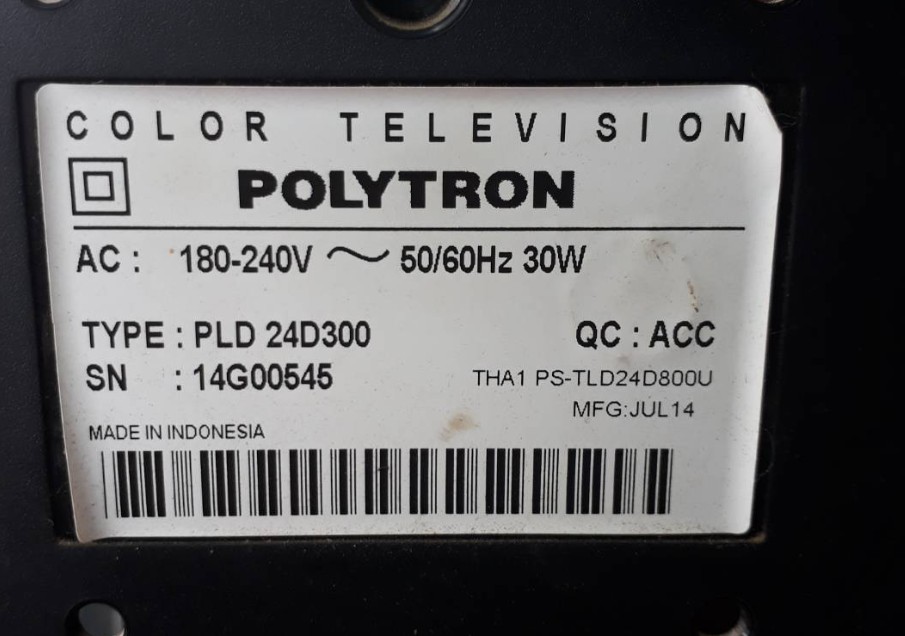 COLOR TELEVISION
POLYTRON
AC : 180-240V ~ 50/60Hz 30W
TYPE : PLD 24D300 QC : ACC
SN : 14G00545 THA1 PS-TLD24D800U
MFG:JUL14
MADE IN INDONESIA